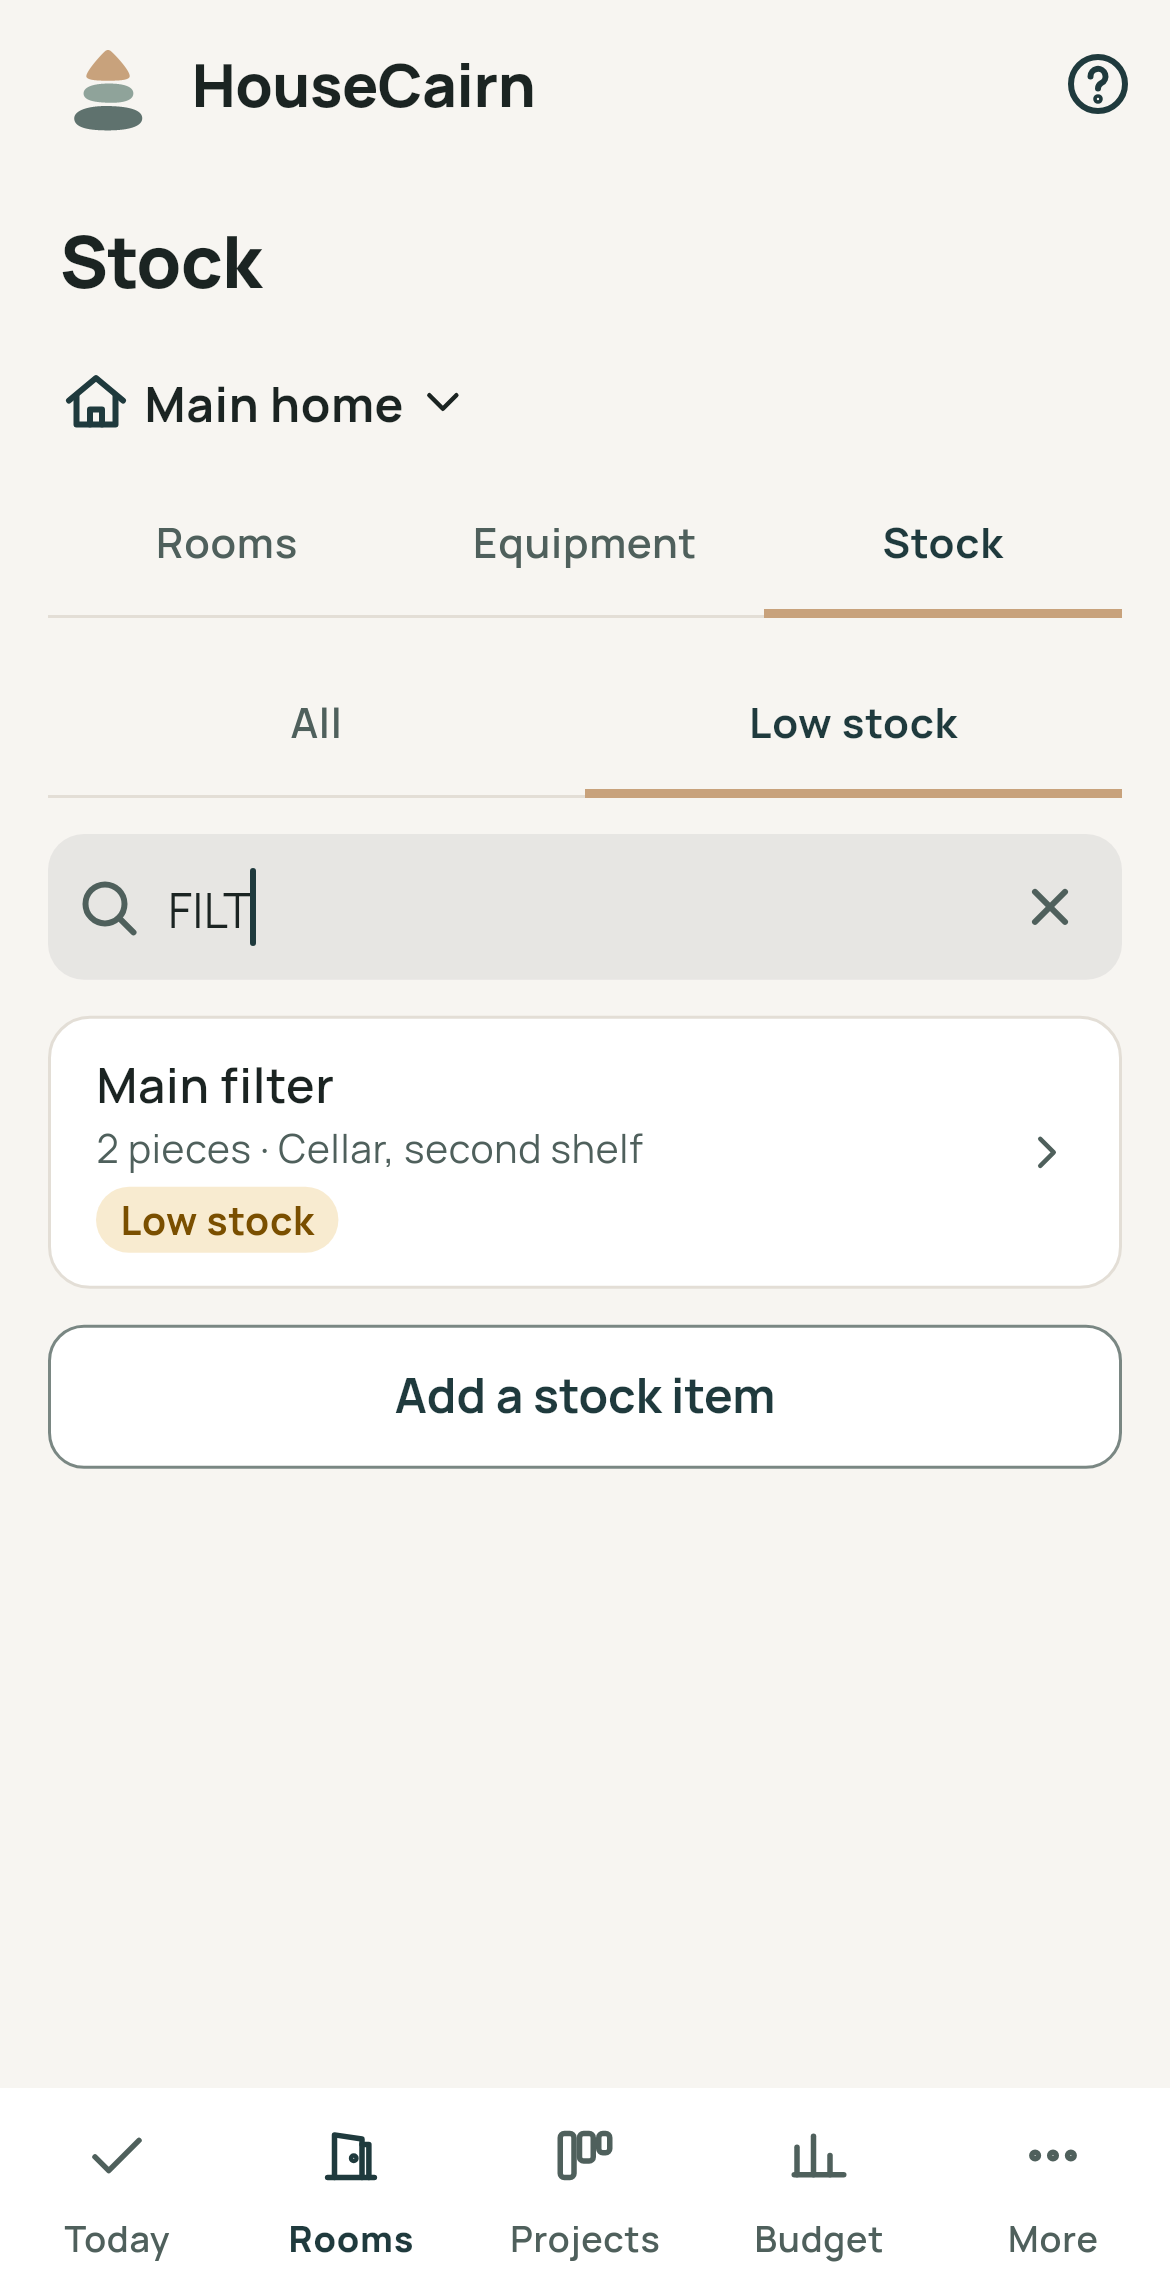 HouseCairn
Stock
Main home
Rooms Equipment Stock
All Low stock
FILT
Main filter
2 pieces · Cellar, second shelf
Low stock
Add a stock item
Today Rooms Projects Budget More